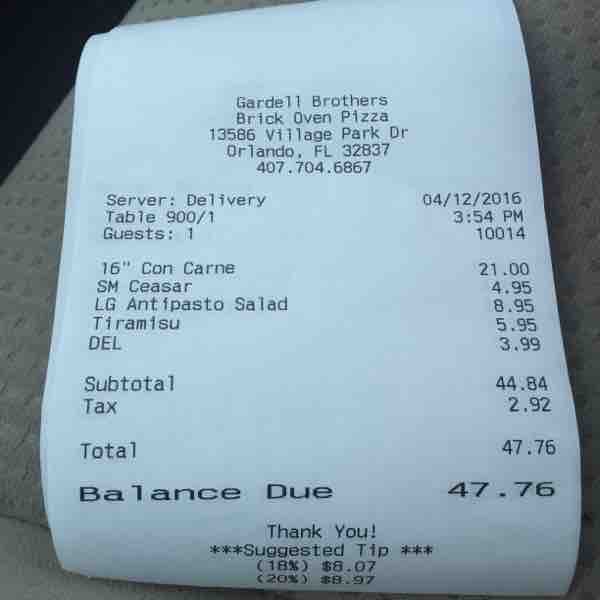 Gardell Brothers
Brick Oven Pizza
13586 Village Park Dr
Orlando, FL 32837
407.704.6867
Server: Delivery 04/12/2016
Table 900/1 3:54 PM
Guests: 1 10014
16" Con Carne 21.00
SM Ceasar 4.95
LG Antipasto Salad 8.95
Tiramisu 5.95
DEL 3.99
Subtotal 44.84
Tax 2.92
Total 47.76
Balance Due 47.76
Thank You!
***Suggested Tip ***
(18%) $8.07
(20%) $8.97